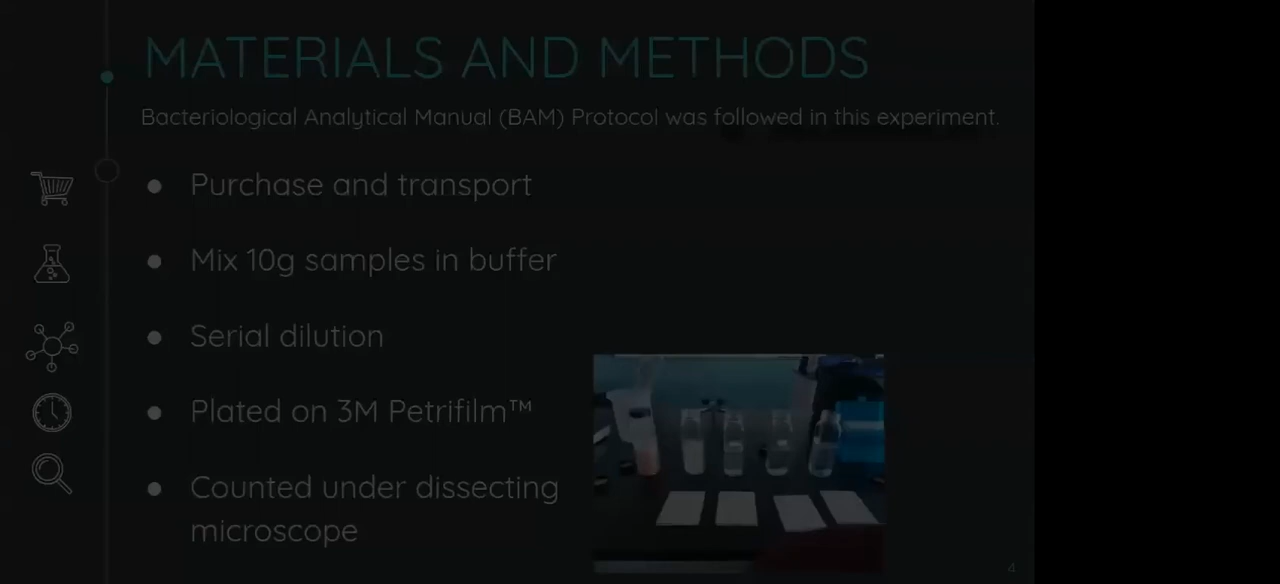 MATERIALS AND METHODS
Bacteriological Analytical Manual (BAM) Protocol was followed in this experiment.
● Purchase and transport
● Mix 10g samples in buffer
● Serial dilution
● Plated on 3M Petrifilm™
● Counted under dissecting
microscope
4